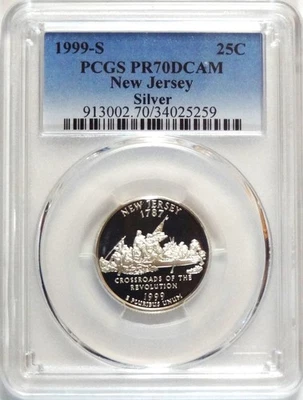 1999-S 25C
PCGS PR70DCAM
New Jersey
Silver
913002.70/34025259
NEW JERSEY
1787
CROSSROADS OF THE
REVOLUTION
1999
E PLURIBUS UNUM